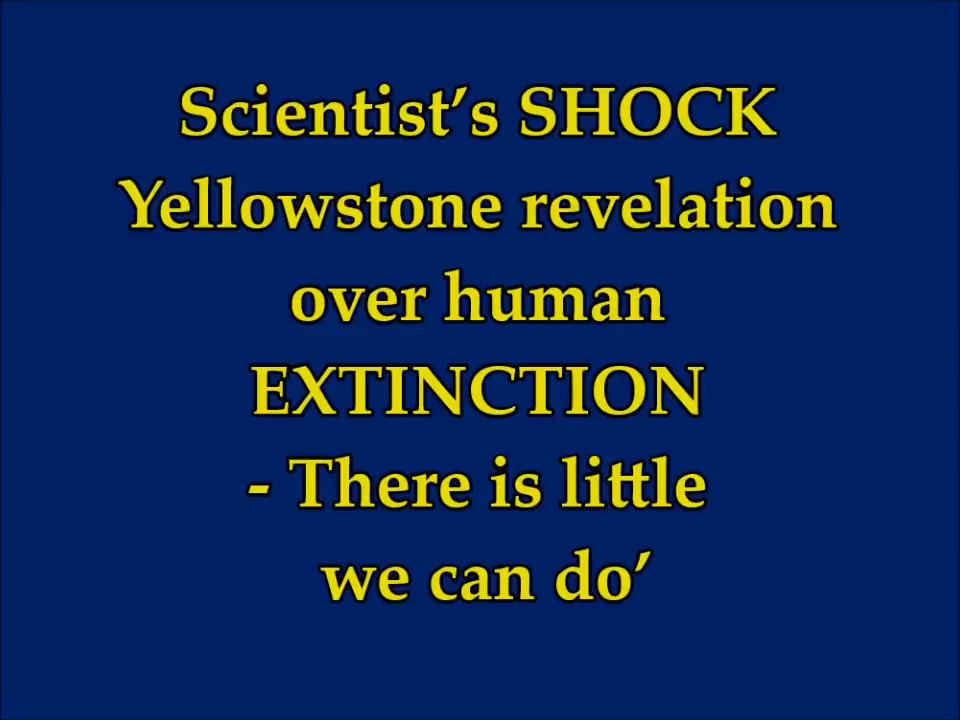 Scientist’s SHOCK
Yellowstone revelation
over human
EXTINCTION
- There is little
we can do’